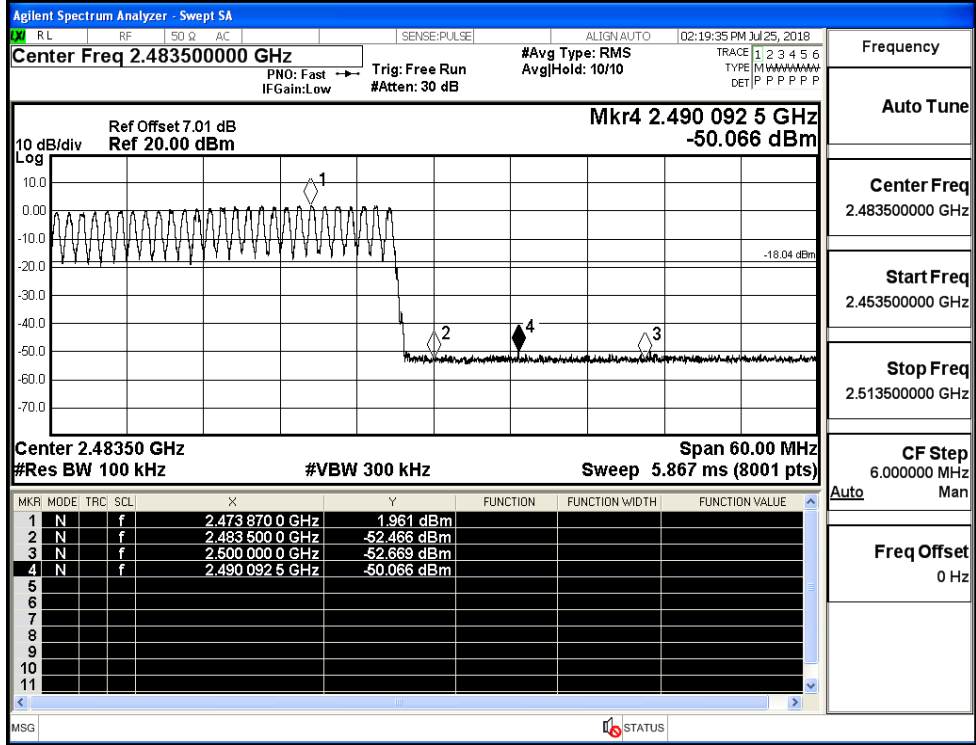 Agilent Spectrum Analyzer - Swept SA
LXI RL RF 50 Ω AC SENSE:PULSE ALIGN AUTO 02:19:35 PM Jul 25, 2018
Center Freq 2.483500000 GHz
PNO: Fast
IFGain:Low
Trig: Free Run
#Atten: 30 dB
#Avg Type: RMS
Avg|Hold: 10/10
TRACE 1 2 3 4 5 6
TYPE M WWWWW
DET P P P P P P
Frequency
Auto Tune
Center Freq
2.483500000 GHz
Start Freq
2.453500000 GHz
Stop Freq
2.513500000 GHz
CF Step
6.000000 MHz
Auto Man
Freq Offset
0 Hz
Mkr4 2.490 092 5 GHz
-50.066 dBm
Ref Offset 7.01 dB
10 dB/div Ref 20.00 dBm
Log
10.0
0.00
-10.0
-20.0
-30.0
-40.0
-50.0
-60.0
-70.0
1
2
4
3
-18.04 dBm
Center 2.48350 GHz Span 60.00 MHz
#Res BW 100 kHz #VBW 300 kHz Sweep 5.867 ms (8001 pts)
MKR MODE TRC SCL X Y FUNCTION FUNCTION WIDTH FUNCTION VALUE
1 N f 2.473 870 0 GHz 1.961 dBm
2 N f 2.483 500 0 GHz -52.466 dBm
3 N f 2.500 000 0 GHz -52.669 dBm
4 N f 2.490 092 5 GHz -50.066 dBm
5
6
7
8
9
10
11
MSG STATUS